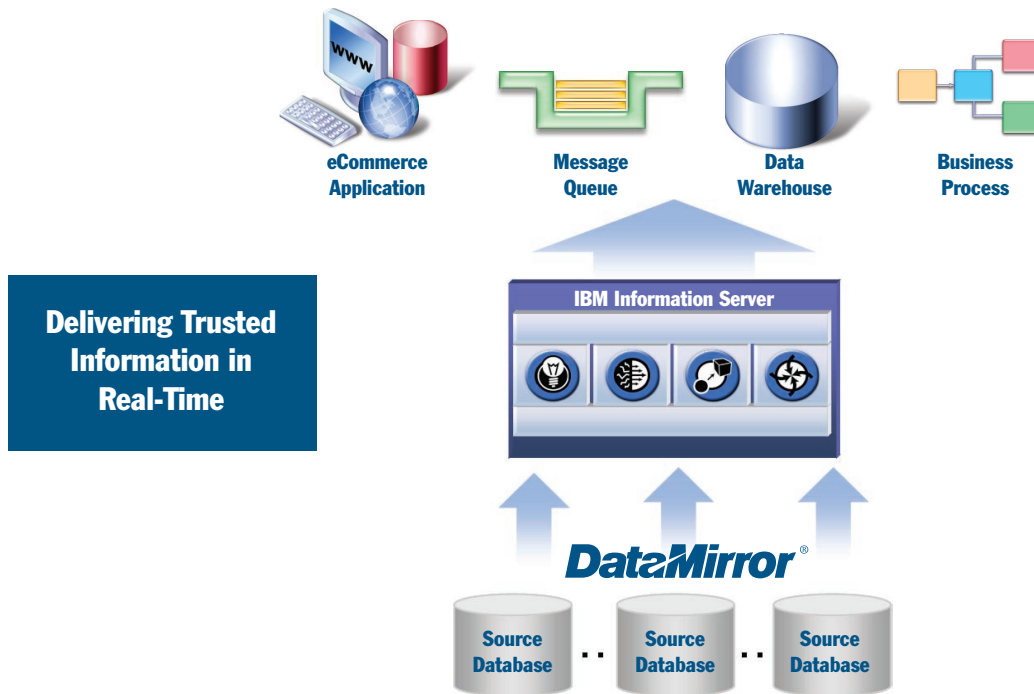 www
eCommerce
Application
Message
Queue
Data
Warehouse
Business
Process
Delivering Trusted
Information in
Real-Time
IBM Information Server
DataMirror®
Source
Database
Source
Database
Source
Database